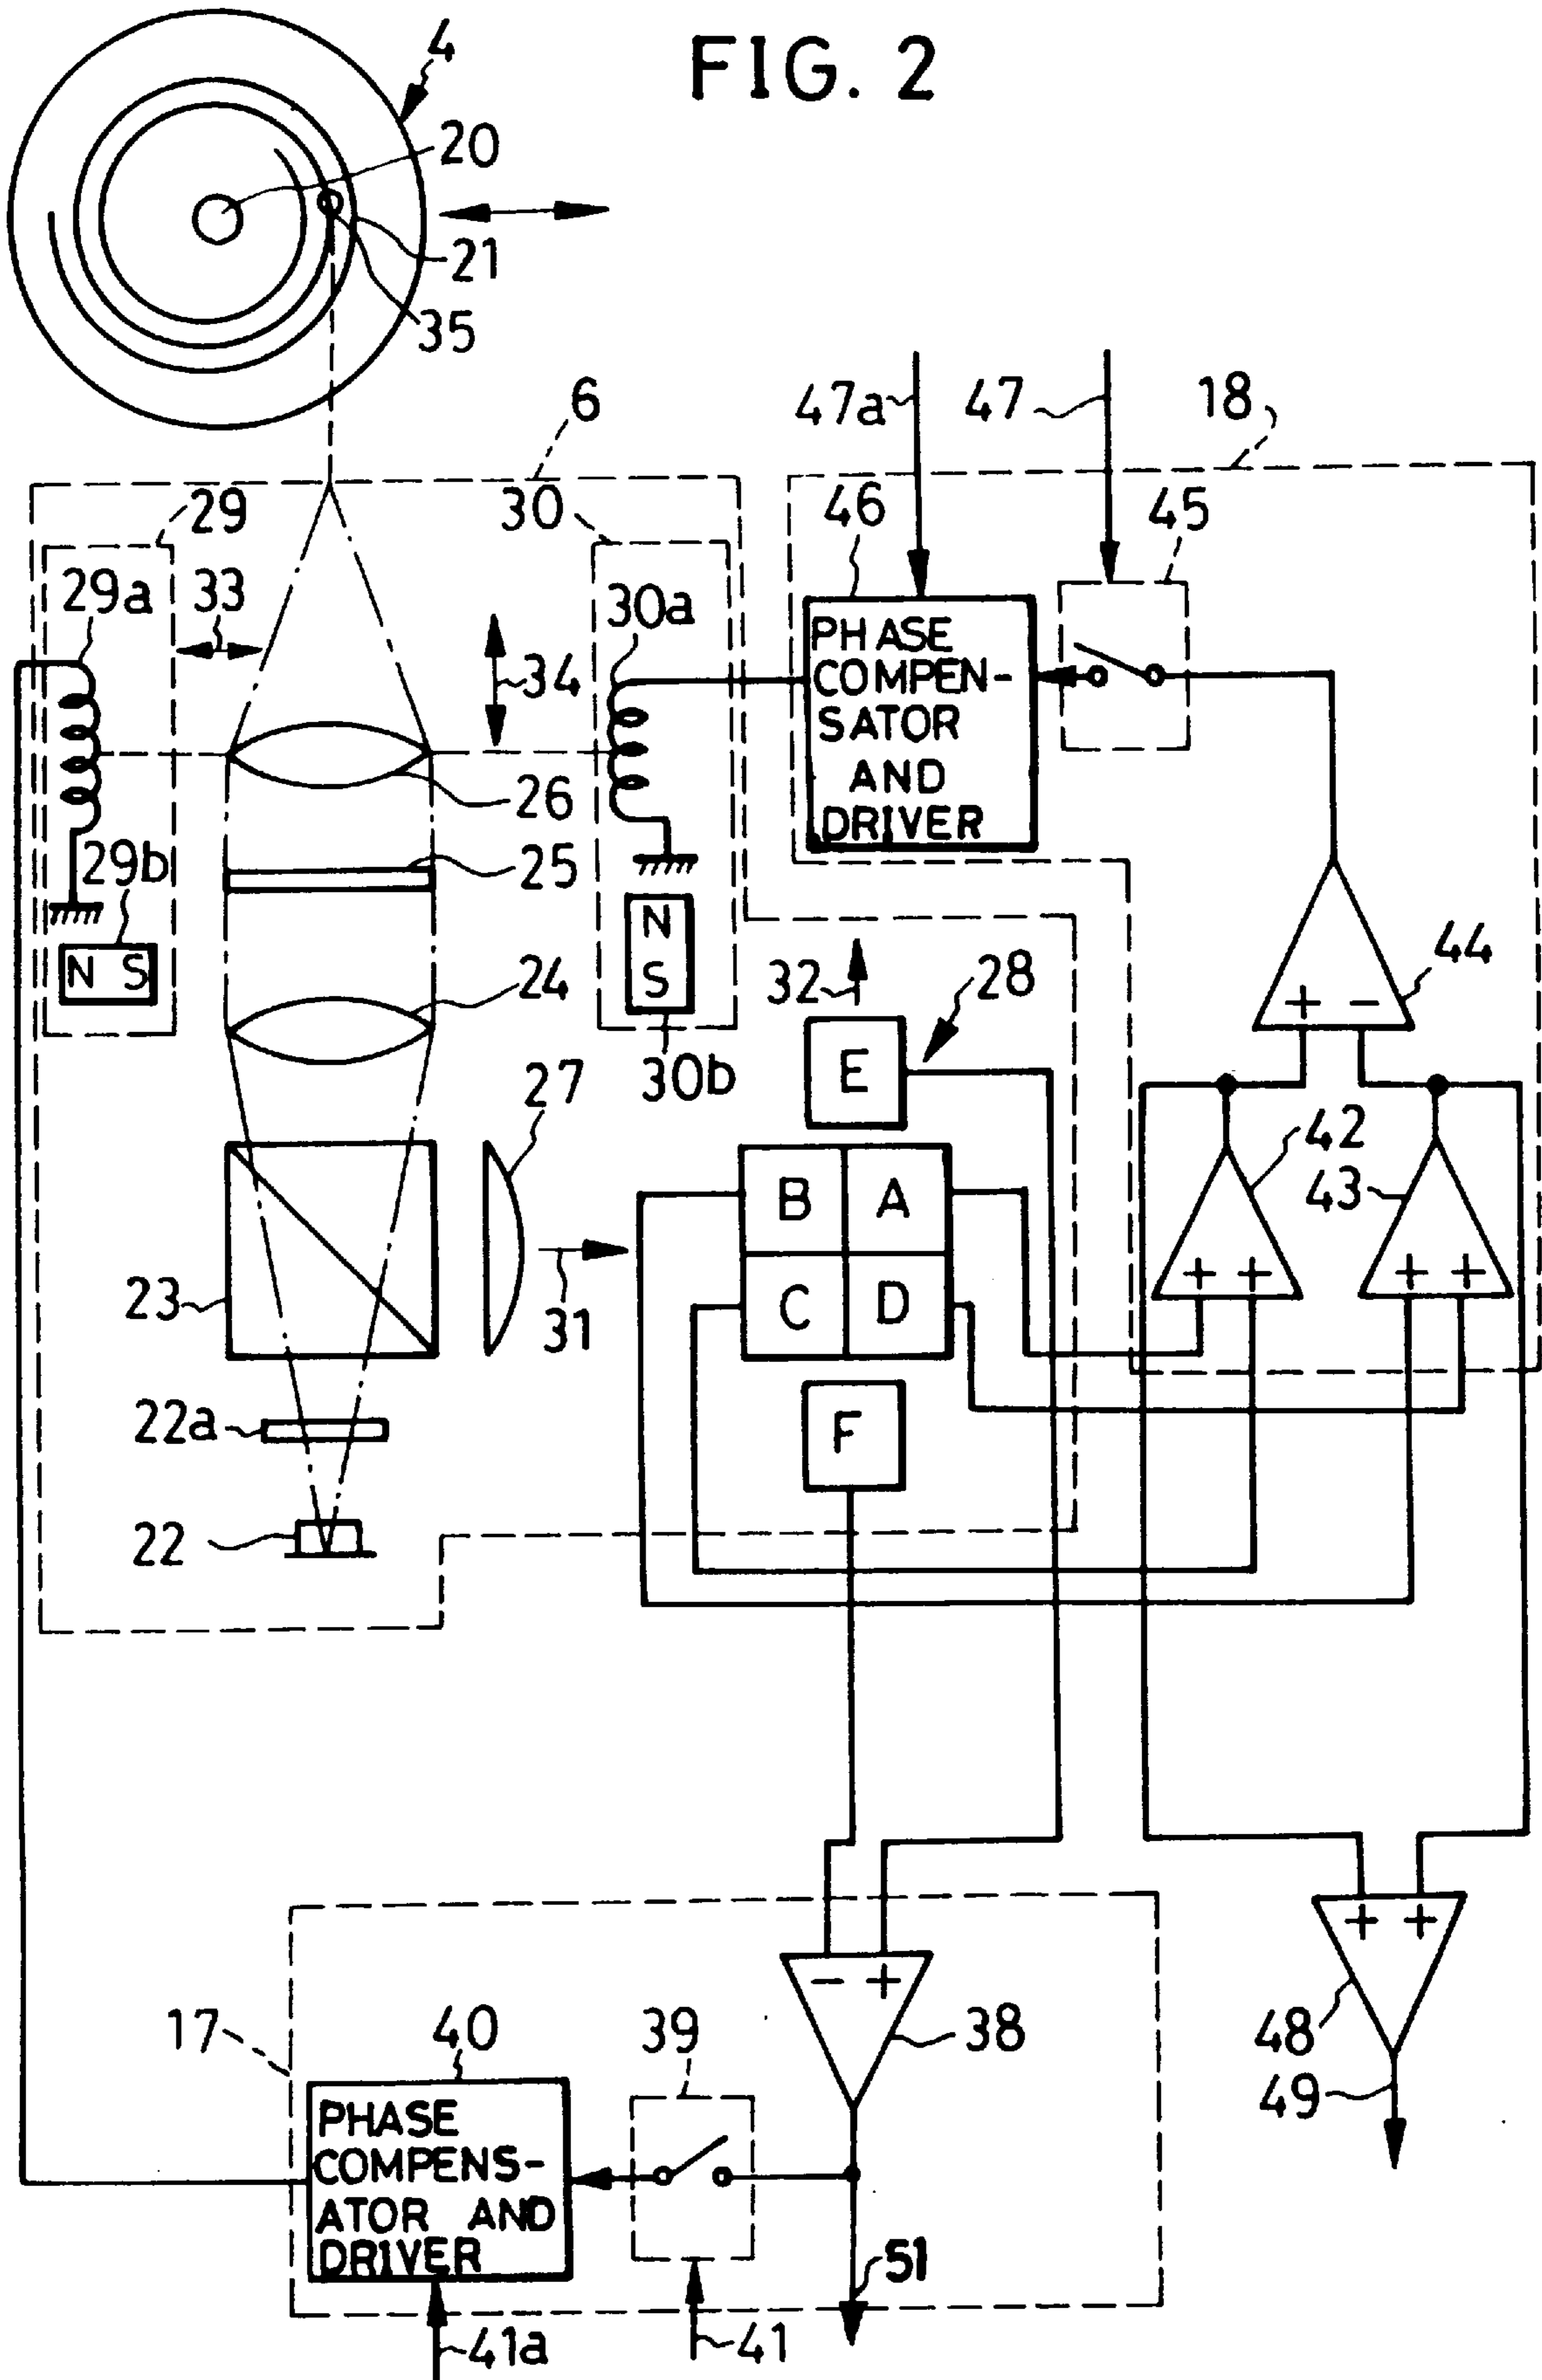 FIG. 2
4
20
21
35
6
47a
47
18
29
30
46
45
29a
33
30a
34
PHASE
COMPEN-
SATOR
AND
DRIVER
26
29b
25
N S
N
S
24
32
28
44
+ -
30b
E
27
42
43
B A
C D
+ +
+ +
23
31
22a
F
22
- +
+ +
17
40
39
38
48
49
PHASE
COMPENS-
ATOR AND
DRIVER
51
41a
41